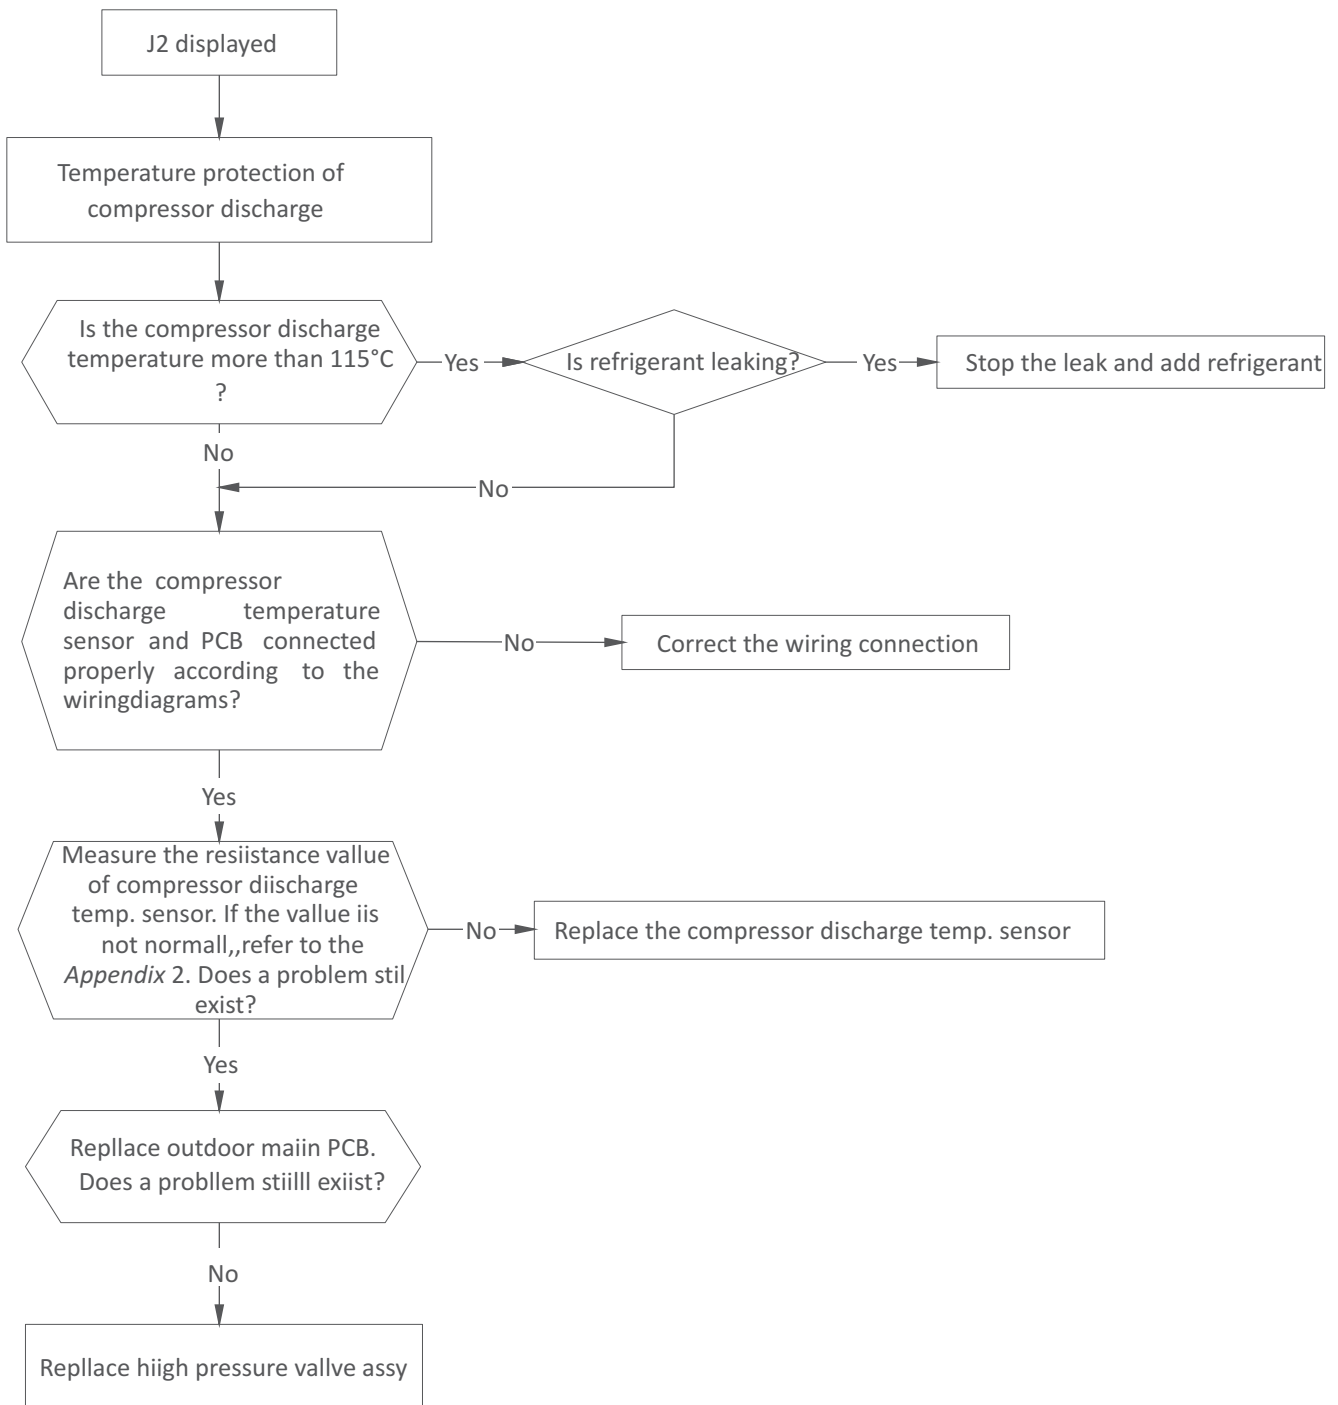 J2 displayed
Temperature protection of
compressor discharge
Is the compressor discharge
temperature more than 115°C
?
Yes
Is refrigerant leaking?
Yes
Stop the leak and add refrigerant
No
No
Are the compressor
discharge temperature
sensor and PCB connected
properly according to the
wiringdiagrams?
No
Correct the wiring connection
Yes
Measure the resiistance vallue
of compressor diischarge
temp. sensor. If the vallue iis
not normall,,refer to the
Appendix 2. Does a problem stil
exist?
No
Replace the compressor discharge temp. sensor
Yes
Repllace outdoor maiin PCB.
Does a probllem stiilll exiist?
No
Repllace hiigh pressure vallve assy